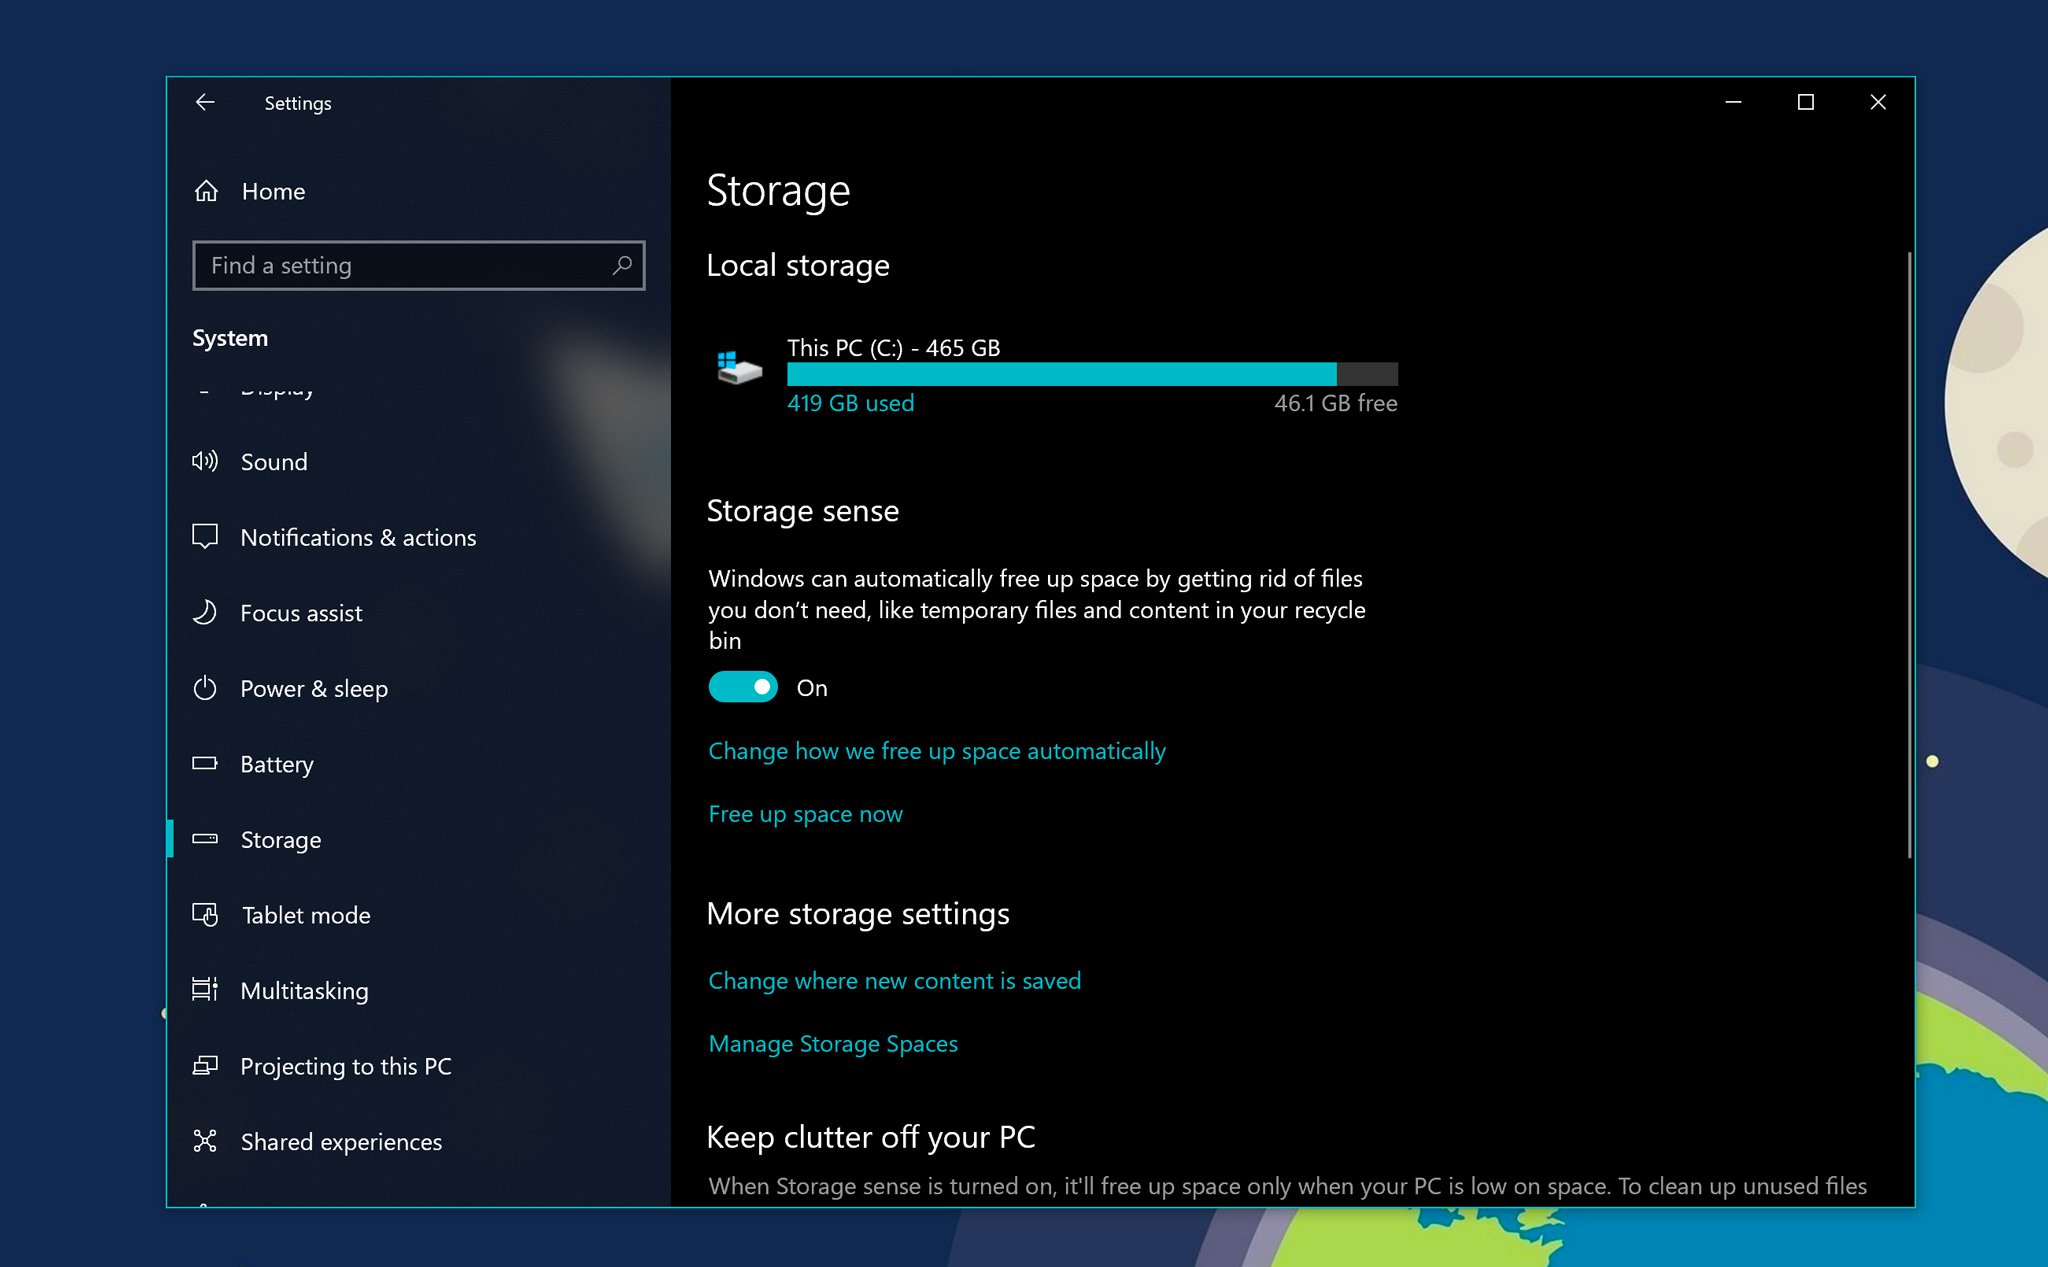 Settings
Home
Find a setting
System
Display
Sound
Notifications & actions
Focus assist
Power & sleep
Battery
Storage
Tablet mode
Multitasking
Projecting to this PC
Shared experiences
Storage
Local storage
This PC (C:) - 465 GB
419 GB used
46.1 GB free
Storage sense
Windows can automatically free up space by getting rid of files
you don’t need, like temporary files and content in your recycle
bin
On
Change how we free up space automatically
Free up space now
More storage settings
Change where new content is saved
Manage Storage Spaces
Keep clutter off your PC
When Storage sense is turned on, it'll free up space only when your PC is low on space. To clean up unused files